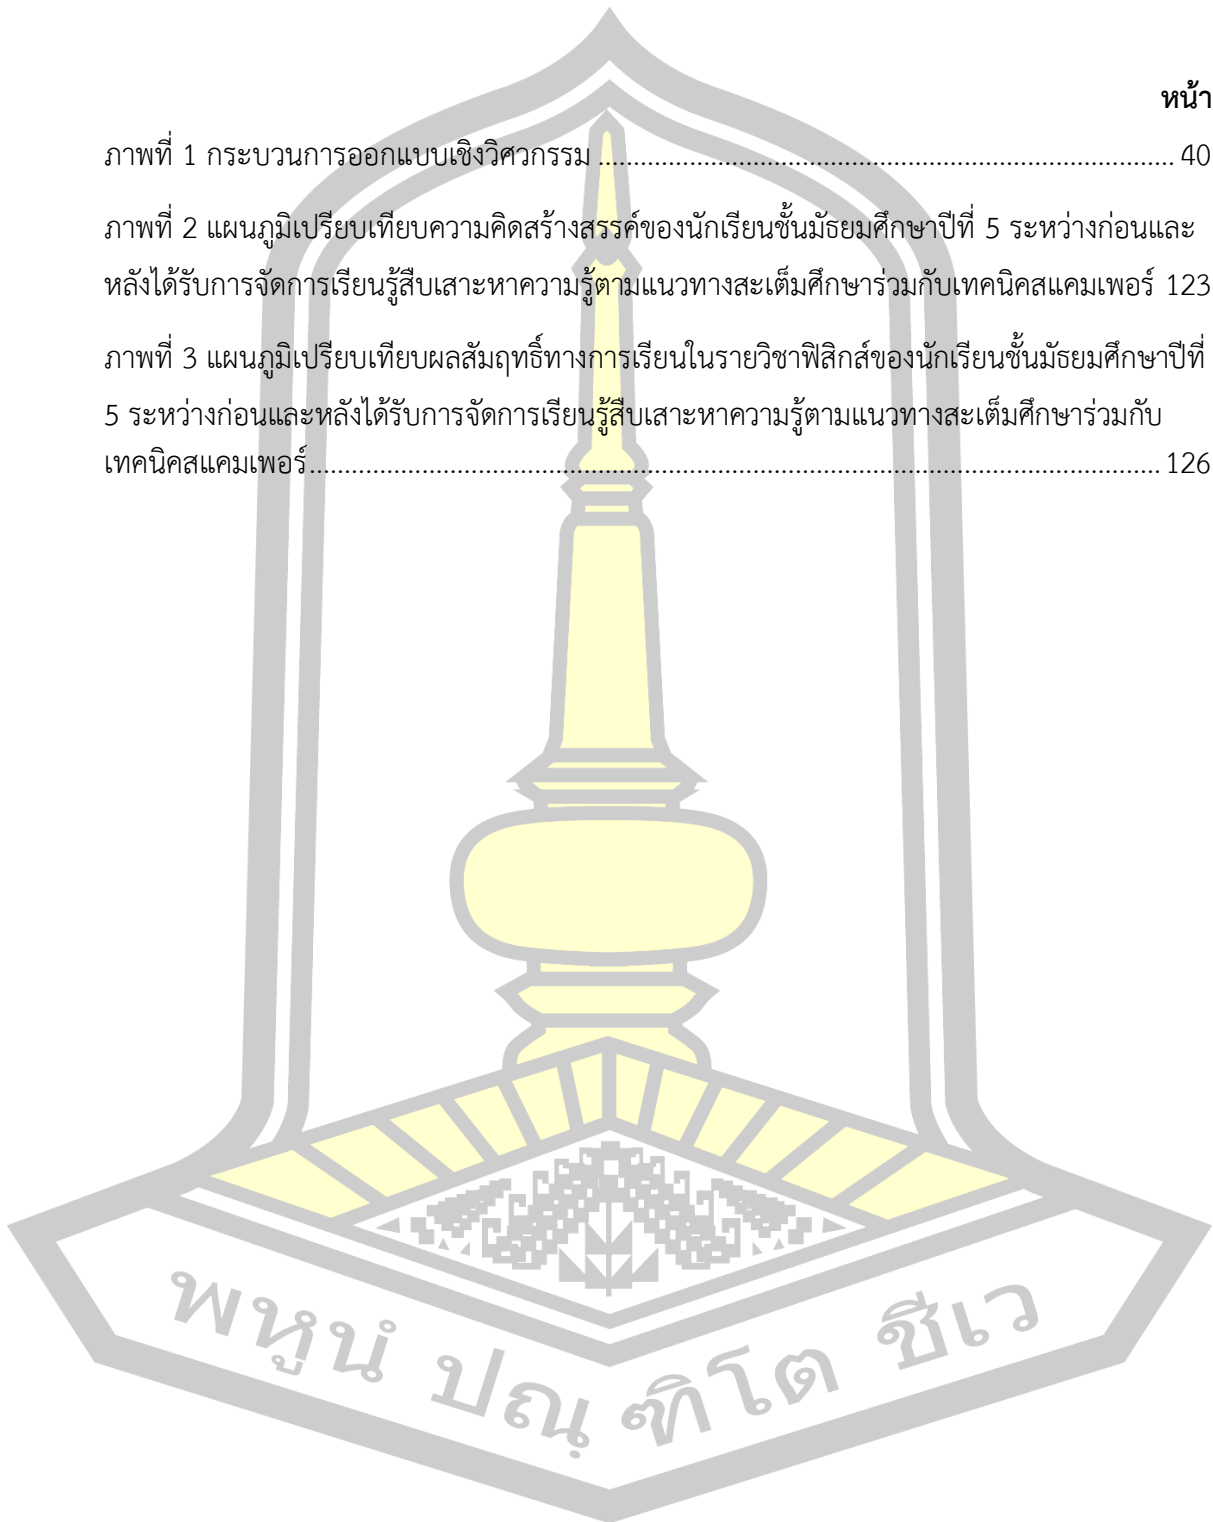 หน้า
ภาพที่ 1 กระบวนการออกแบบเชิงวิศวกรรม ........................................................................... 40
ภาพที่ 2 แผนภูมิเปรียบเทียบความคิดสร้างสรรค์ของนักเรียนชั้นมัธยมศึกษาปีที่ 5 ระหว่างก่อนและ
หลังได้รับการจัดการเรียนรู้สืบเสาะหาความรู้ตามแนวทางสะเต็มศึกษาร่วมกับเทคนิคสแคมเพอร์ 123
ภาพที่ 3 แผนภูมิเปรียบเทียบผลสัมฤทธิ์ทางการเรียนในรายวิชาฟิสิกส์ของนักเรียนชั้นมัธยมศึกษาปีที่
5 ระหว่างก่อนและหลังได้รับการจัดการเรียนรู้สืบเสาะหาความรู้ตามแนวทางสะเต็มศึกษาร่วมกับ
เทคนิคสแคมเพอร์ ............................................................................................................. 126
พหูนํ ปณฺฑิโต ชีเว